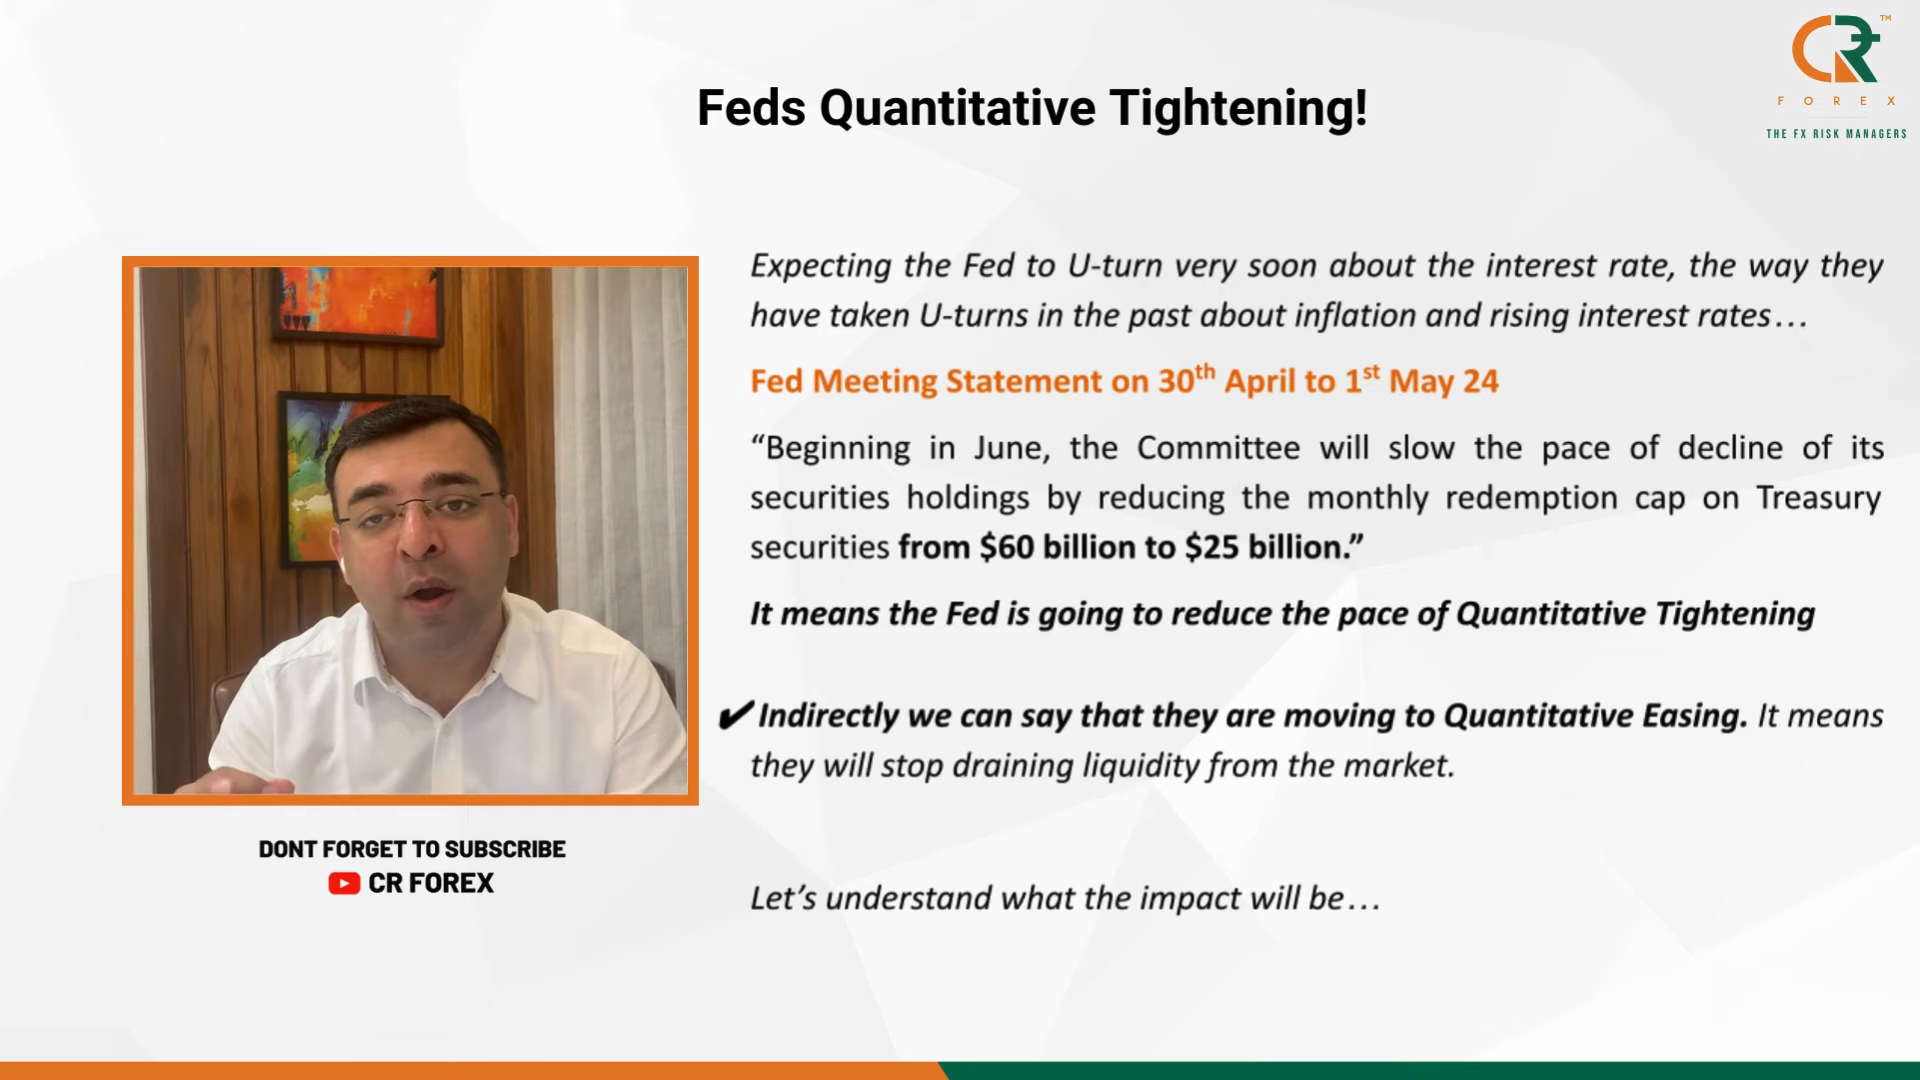 CR
TM
FOREX
THE FX RISK MANAGERS
Feds Quantitative Tightening!
Expecting the Fed to U-turn very soon about the interest rate, the way they
have taken U-turns in the past about inflation and rising interest rates...
Fed Meeting Statement on 30th April to 1st May 24
“Beginning in June, the Committee will slow the pace of decline of its
securities holdings by reducing the monthly redemption cap on Treasury
securities from $60 billion to $25 billion.”
It means the Fed is going to reduce the pace of Quantitative Tightening
✔Indirectly we can say that they are moving to Quantitative Easing. It means
they will stop draining liquidity from the market.
Let’s understand what the impact will be...
DONT FORGET TO SUBSCRIBE
CR FOREX